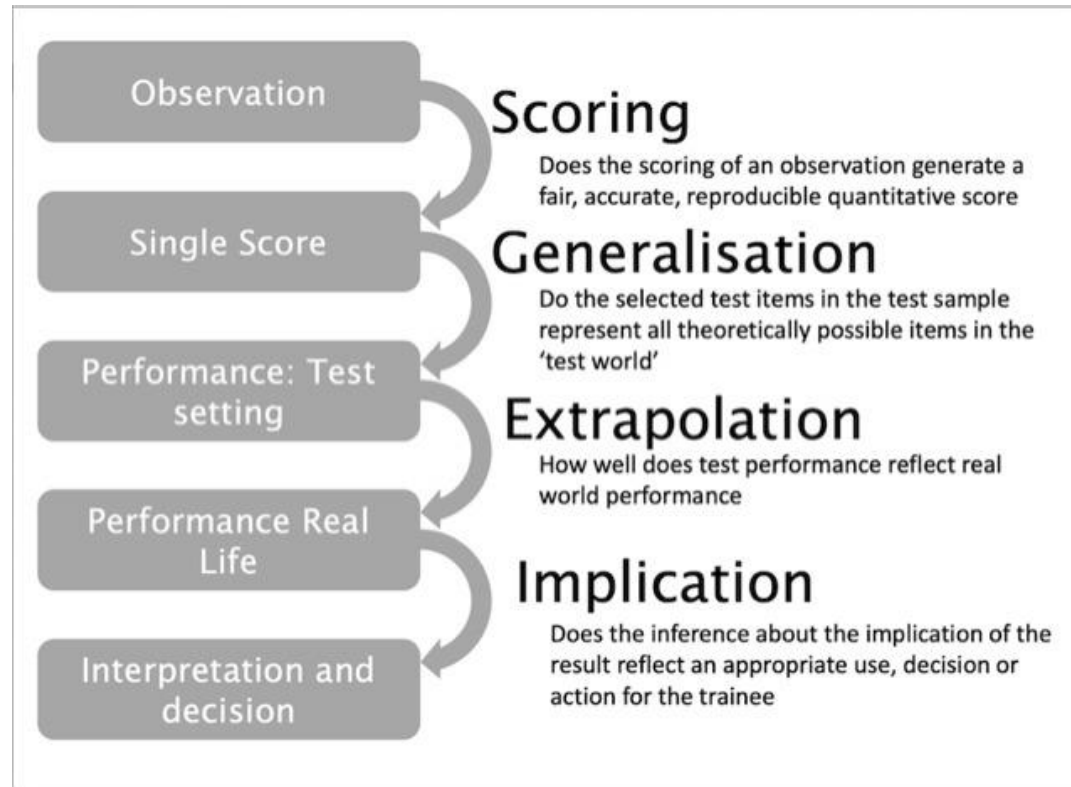 Observation
Scoring
Does the scoring of an observation generate a
fair, accurate, reproducible quantitative score
Single Score
Generalisation
Do the selected test items in the test sample
represent all theoretically possible items in the
‘test world’
Performance: Test
setting
Extrapolation
How well does test performance reflect real
world performance
Performance Real
Life
Implication
Does the inference about the implication of the
result reflect an appropriate use, decision or
action for the trainee
Interpretation and
decision